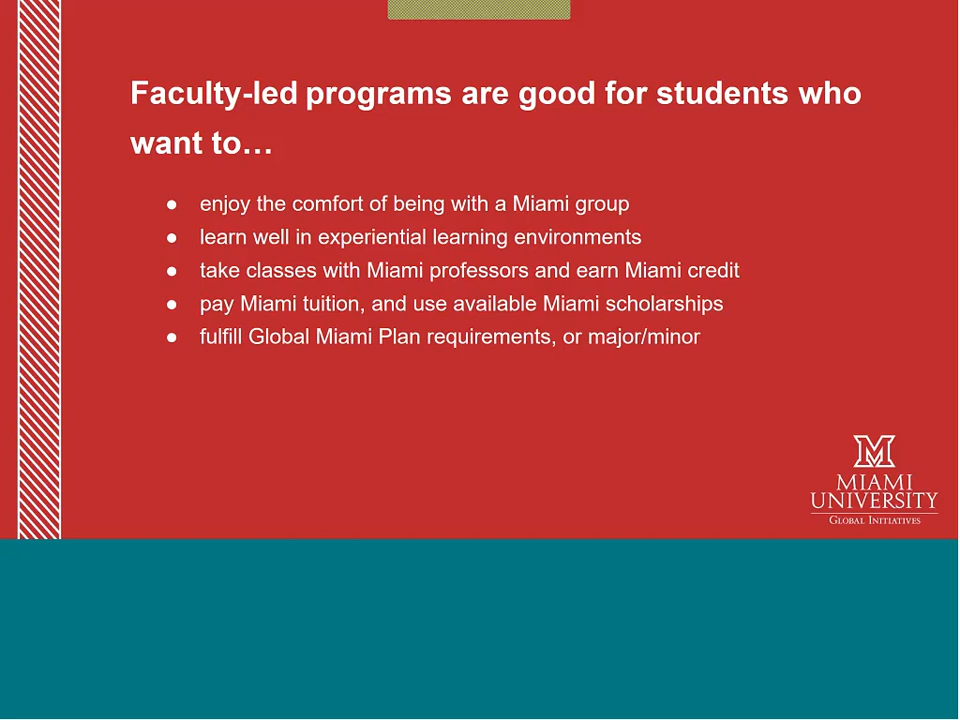 Faculty-led programs are good for students who
want to…
● enjoy the comfort of being with a Miami group
● learn well in experiential learning environments
● take classes with Miami professors and earn Miami credit
● pay Miami tuition, and use available Miami scholarships
● fulfill Global Miami Plan requirements, or major/minor
M
MIAMI
UNIVERSITY
GLOBAL INITIATIVES